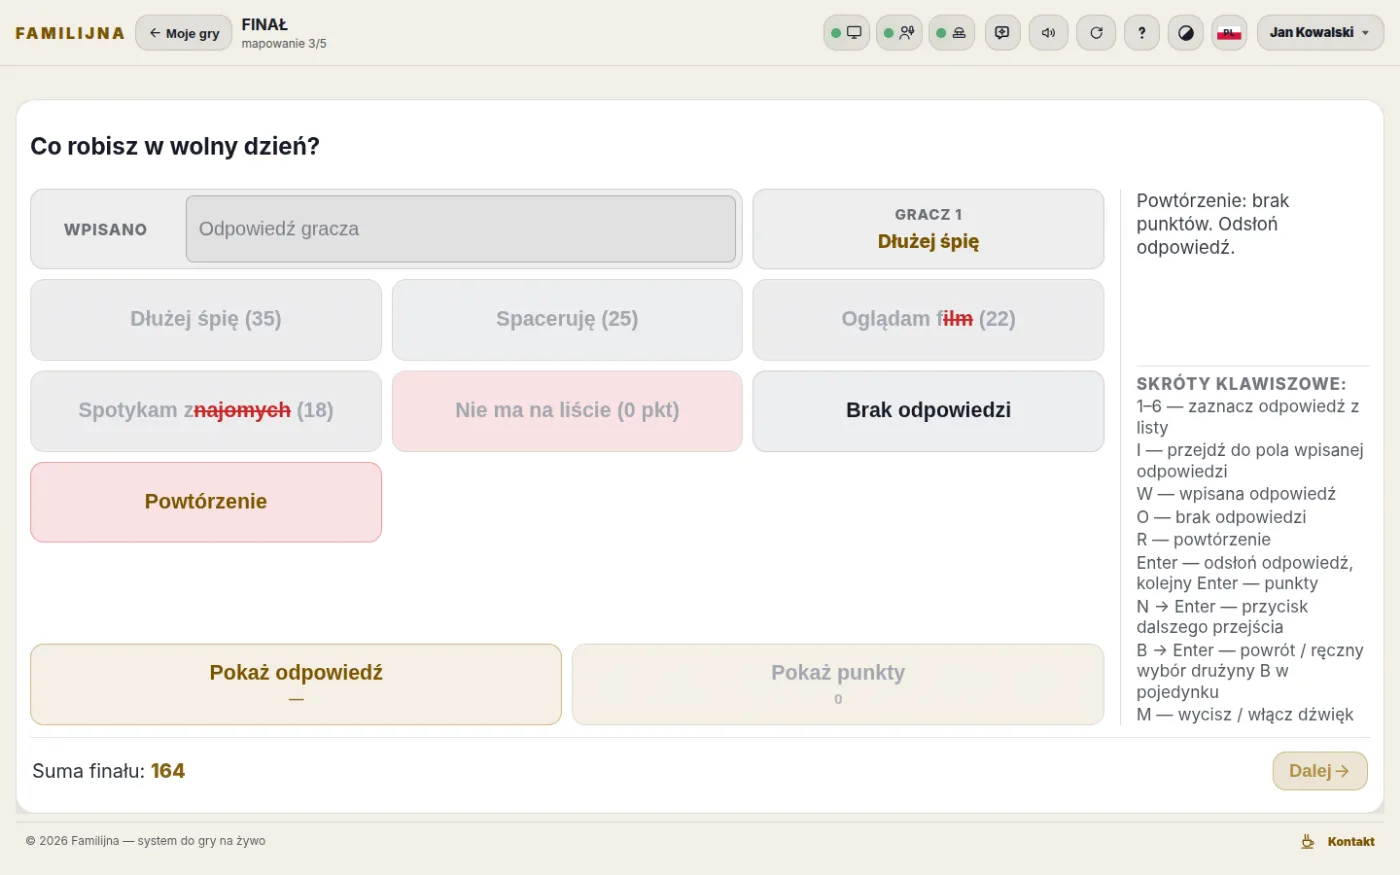 FAMILIJNA
← Moje gry
FINAŁ
mapowanie 3/5
?
PL
Jan Kowalski
Co robisz w wolny dzień?
WPISANO
Odpowiedź gracza
GRACZ 1
Dłużej śpię
Dłużej śpię (35)
Spaceruję (25)
Oglądam film (22)
Spotykam znajomych (18)
Nie ma na liście (0 pkt)
Brak odpowiedzi
Powtórzenie
Pokaż odpowiedź
—
Pokaż punkty
0
Powtórzenie: brak
punktów. Odsłoń
odpowiedź.
SKRÓTY KLAWISZOWE:
1–6 — zaznacz odpowiedź z
listy
I — przejdź do pola wpisanej
odpowiedzi
W — wpisana odpowiedź
O — brak odpowiedzi
R — powtórzenie
Enter — odsłoń odpowiedź,
kolejny Enter — punkty
N → Enter — przycisk
dalszego przejścia
B → Enter — powrót / ręczny
wybór drużyny B w
pojedynku
M — wycisz / włącz dźwięk
Suma finału: 164
Dalej →
© 2026 Familijna — system do gry na żywo
Kontakt